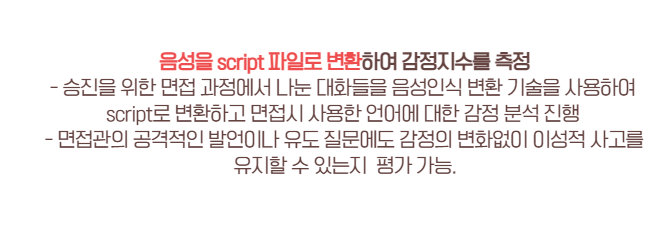 음성을 script 파일로 변환하여 감정지수를 측정
- 승진을 위한 면접 과정에서 나눈 대화들을 음성인식 변환 기술을 사용하여
script로 변환하고 면접시 사용한 언어에 대한 감정 분석 진행
- 면접관의 공격적인 발언이나 유도 질문에도 감정의 변화없이 이성적 사고를
유지할 수 있는지 평가 가능.